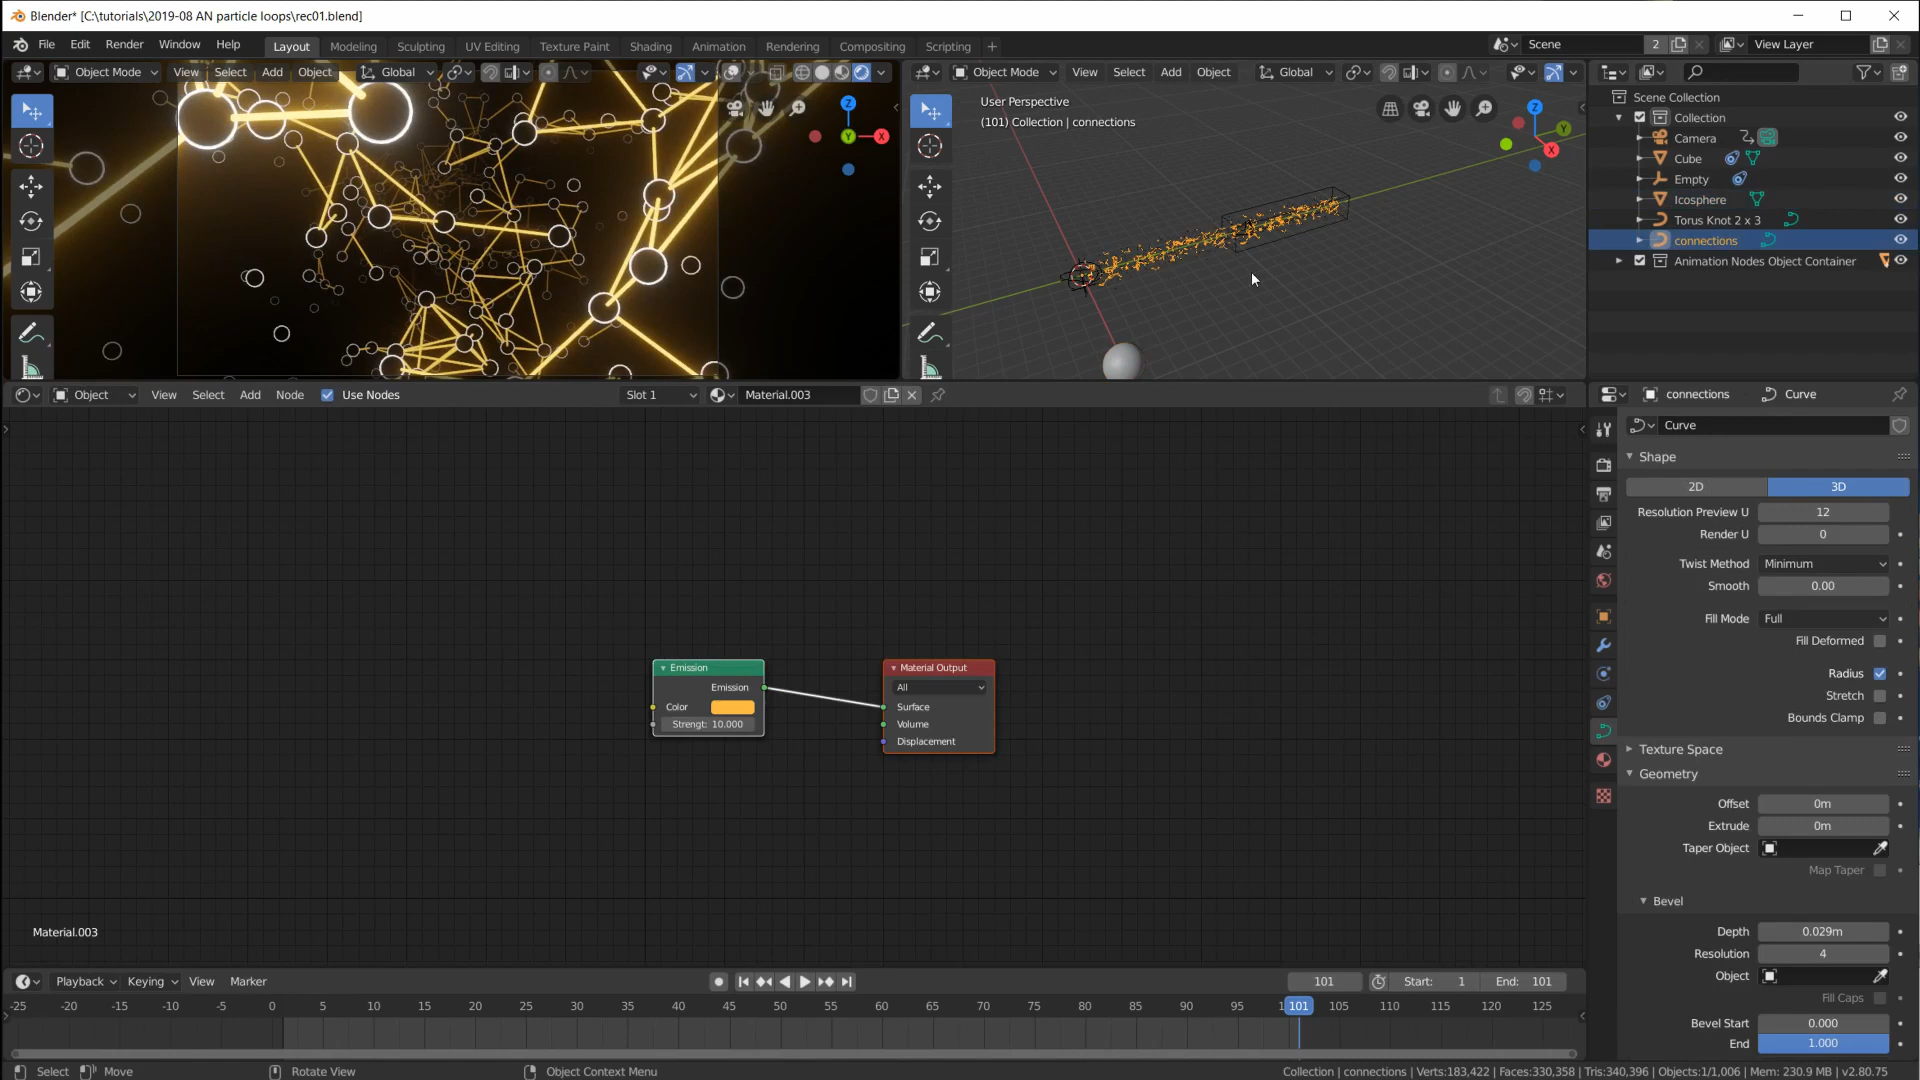 Blender* [C:\tutorials\2019-08 AN particle loops\rec01.blend]
File Edit Render Window Help Layout Modeling Sculpting UV Editing Texture Paint Shading Animation Rendering Compositing Scripting + Scene 2 View Layer
Object Mode View Select Add Object Global Object Mode View Select Add Object Global
Z
Y
X
User Perspective
(101) Collection | connections
Z
Y
X
Scene Collection
Collection
Camera
Cube
Empty
Icosphere
Torus Knot 2 x 3
connections
Animation Nodes Object Container
Object View Select Add Node Use Nodes Slot 1 Material.003
Emission
Emission
Color
Strengt: 10.000
Material Output
All
Surface
Volume
Displacement
Material.003
connections Curve
Curve
Shape
2D 3D
Resolution Preview U 12
Render U 0
Twist Method Minimum
Smooth 0.00
Fill Mode Full
Fill Deformed
Radius
Stretch
Bounds Clamp
Texture Space
Geometry
Offset 0m
Extrude 0m
Taper Object
Map Taper
Bevel
Depth 0.029m
Resolution 4
Object
Fill Caps
Bevel Start 0.000
End 1.000
Playback Keying View Marker 101 Start: 1 End: 101
-25 -20 -15 -10 -5 0 5 10 15 20 25 30 35 40 45 50 55 60 65 70 75 80 85 90 95 1 101 105 110 115 120 125
Select Move Rotate View Object Context Menu Collection | connections | Verts:183,422 | Faces:330,358 | Tris:340,396 | Objects:1/1,006 | Mem: 230.9 MB | v2.80.75